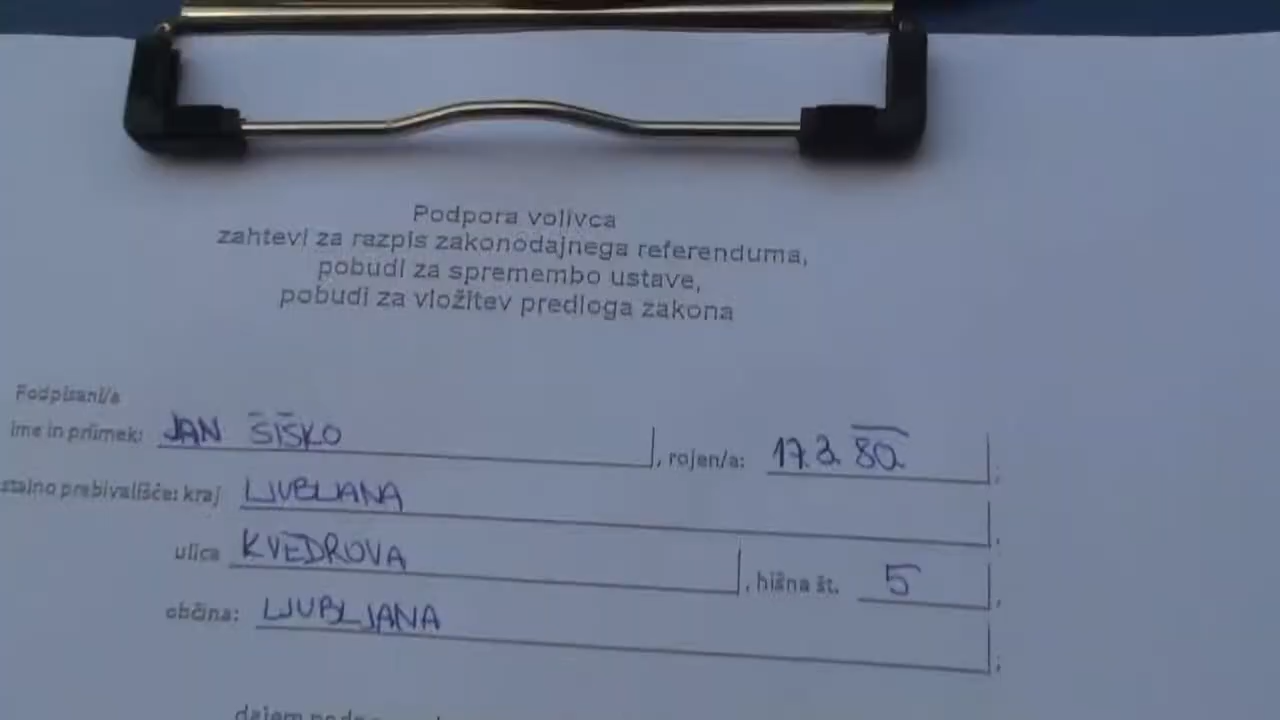 Podpora volivca
zahtevi za razpis zakonodajnega referenduma,
pobudi za spremembo ustave,
pobudi za vložitev predloga zakona
Podpisani/a
ime in priimek: JAN ŠIŠKO, rojen/a: 17.3.80;
stalno prebivališče: kraj LJUBLJANA,
ulica KVEDROVA, hišna št. 5,
občina: LJUBLJANA;
dajem